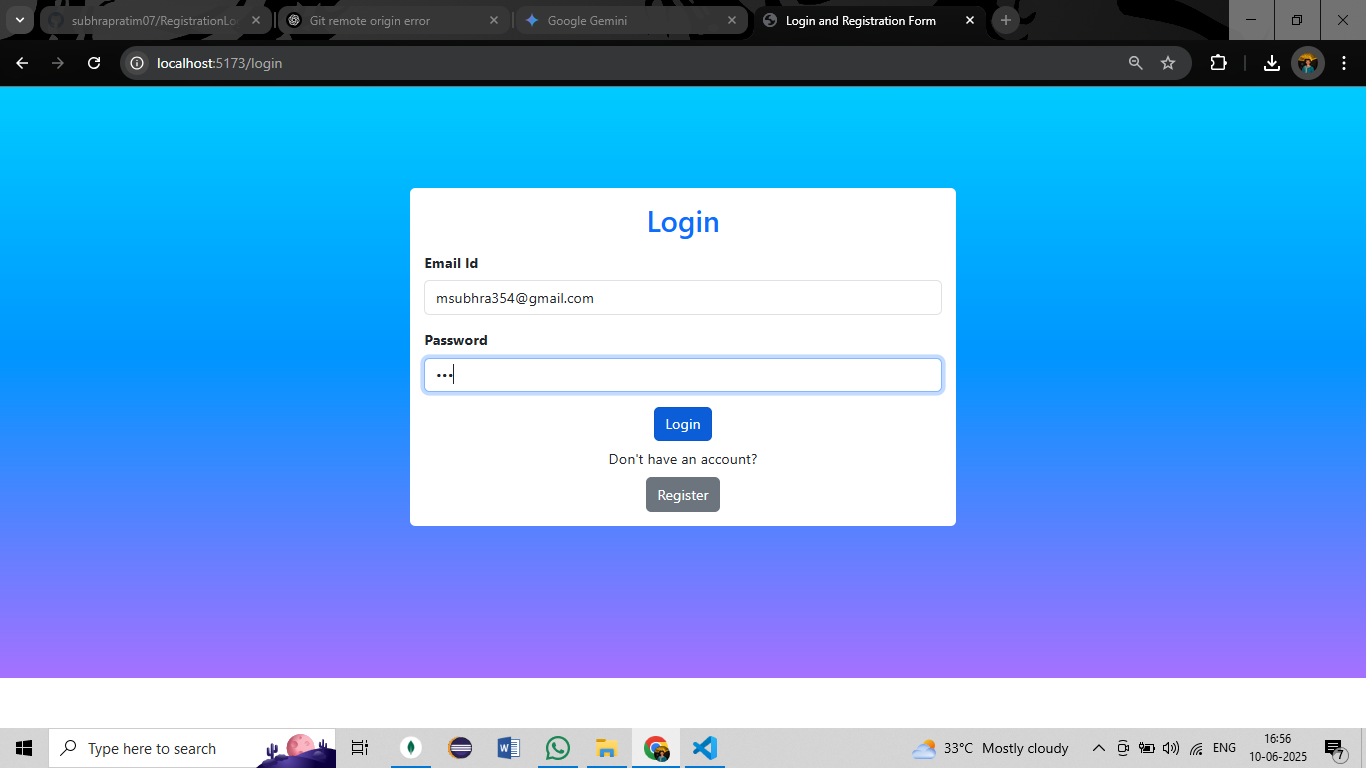 subhrapratim07/RegistrationLo
Git remote origin error
Google Gemini
Login and Registration Form
localhost:5173/login
Login
Email Id
msubhra354@gmail.com
Password
Login
Don't have an account?
Register
Type here to search
33°C Mostly cloudy
ENG
16:56
10-06-2025
7